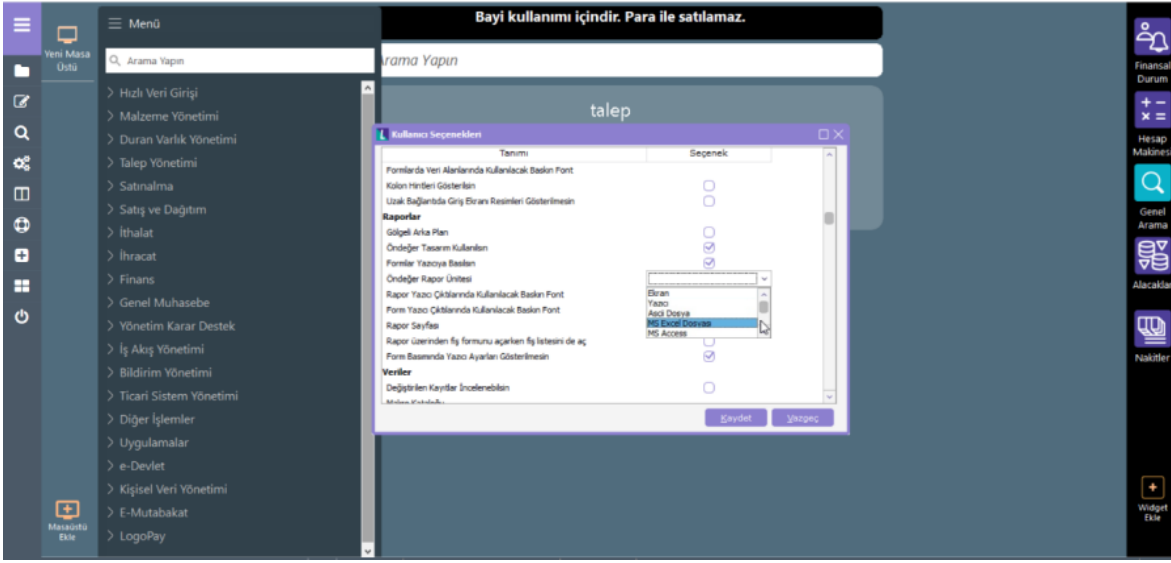 Menü
Bayi kullanımı içindir. Para ile satılamaz.
Yeni Masa
Üstü
Arama Yapın
Arama Yapın
Finansal
Durum
Hızlı Veri Girişi
Malzeme Yönetimi
Duran Varlık Yönetimi
Talep Yönetimi
Satınalma
Satış ve Dağıtım
İthalat
İhracat
Finans
Genel Muhasebe
Yönetim Karar Destek
İş Akış Yönetimi
Bildirim Yönetimi
Ticari Sistem Yönetimi
Diğer İşlemler
Uygulamalar
e-Devlet
Kişisel Veri Yönetimi
E-Mutabakat
LogoPay
Masaüstü
Ekle
talep
Kullanıcı Seçenekleri
Tanımı Seçenek
Formlarda Veri Alanlarında Kullanılacak Baskın Font
Kolon Hintleri Gösterilsin
Uzak Bağlantıda Giriş Ekranı Resimleri Gösterilmesin
Raporlar
Gölgeli Arka Plan
Öndeğer Tasarım Kullanılsın
Formlar Yazıcıya Basılsın
Öndeğer Rapor Ünitesi
Rapor Yazıcı Çıktılarında Kullanılacak Baskın Font
Form Yazıcı Çıktılarında Kullanılacak Baskın Font
Rapor Sayfası
Rapor üzerinden fiş formunu açarken fiş listesini de aç
Form Basımında Yazıcı Ayarları Gösterilmesin
Veriler
Değiştirilen Kayıtlar İncelenebilsin
Ekran
Yazıcı
Ascii Dosya
MS Excel Dosyası
MS Access
Kaydet Vazgeç
Hesap
Makines
Genel
Arama
Alacaklar
Nakitler
Widget
Ekle